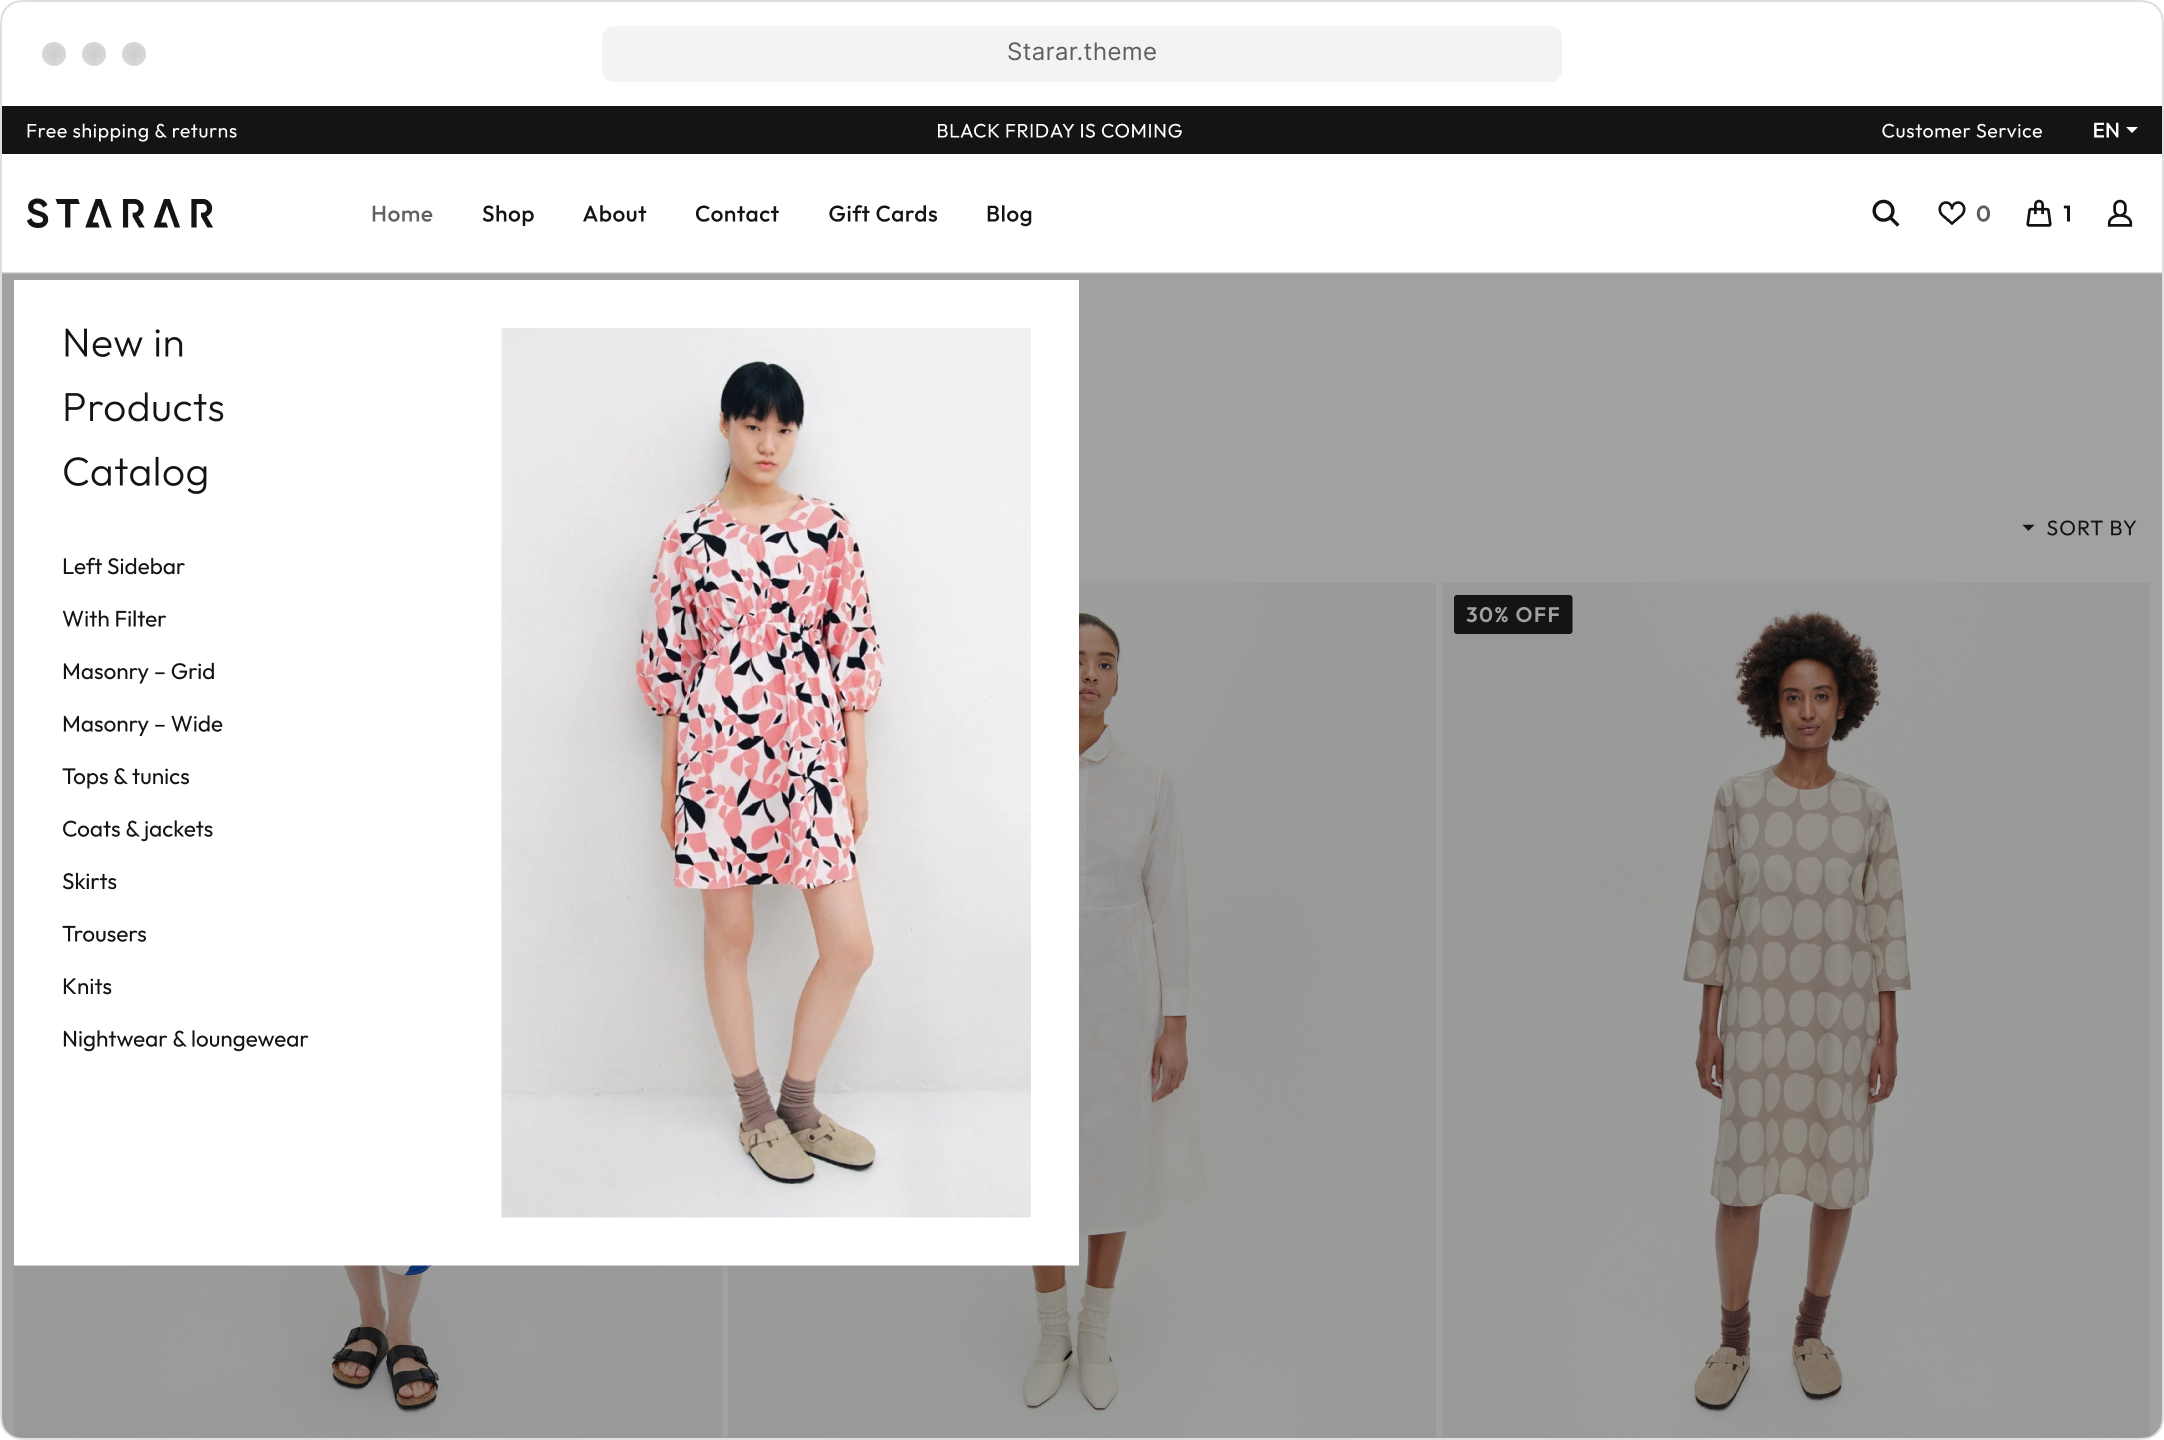 Starar.theme
Free shipping & returns
BLACK FRIDAY IS COMING
Customer Service
EN
STARAR
Home
Shop
About
Contact
Gift Cards
Blog
0
1
New in
Products
Catalog
Left Sidebar
With Filter
Masonry – Grid
Masonry – Wide
Tops & tunics
Coats & jackets
Skirts
Trousers
Knits
Nightwear & loungewear
SORT BY
30% OFF